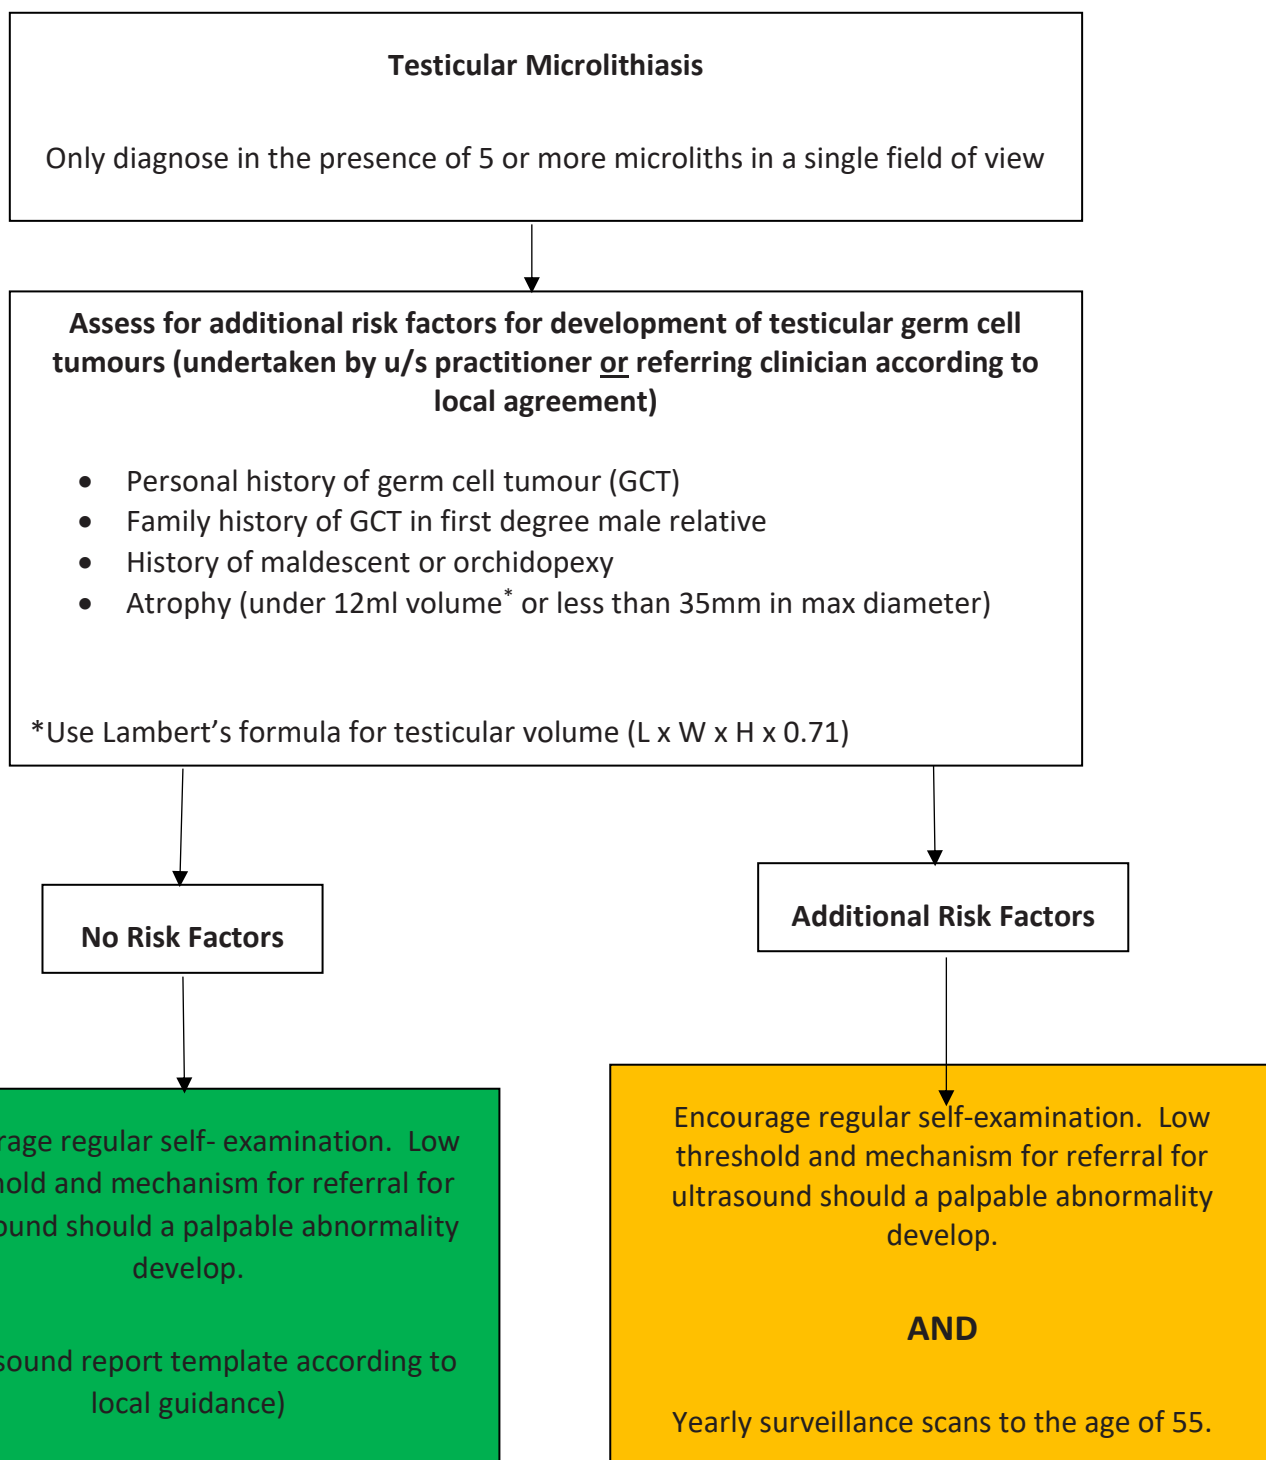 Testicular Microlithiasis
Only diagnose in the presence of 5 or more microliths in a single field of view
Assess for additional risk factors for development of testicular germ cell
tumours (undertaken by u/s practitioner or referring clinician according to
local agreement)
• Personal history of germ cell tumour (GCT)
• Family history of GCT in first degree male relative
• History of maldescent or orchidopexy
• Atrophy (under 12ml volume* or less than 35mm in max diameter)
*Use Lambert’s formula for testicular volume (L x W x H x 0.71)
No Risk Factors
Additional Risk Factors
rage regular self- examination. Low
hold and mechanism for referral for
ound should a palpable abnormality
develop.
sound report template according to
local guidance)
Encourage regular self-examination. Low
threshold and mechanism for referral for
ultrasound should a palpable abnormality
develop.
AND
Yearly surveillance scans to the age of 55.